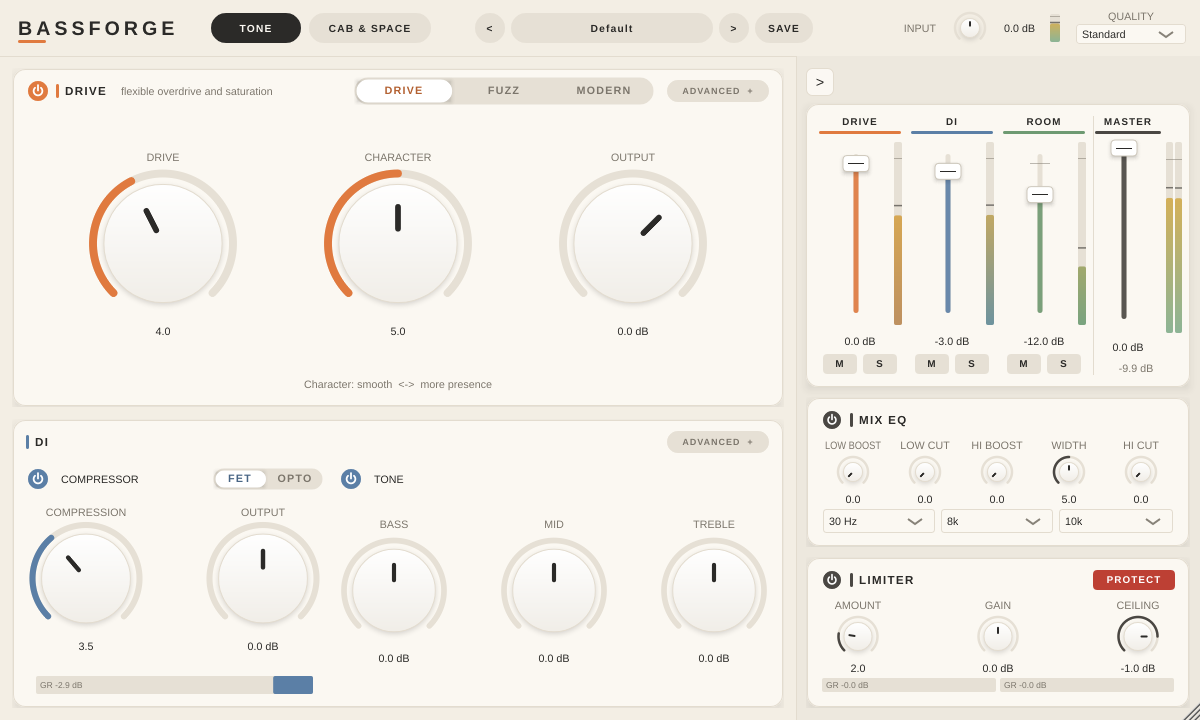 BASSFORGE
TONE
CAB & SPACE
<
Default
>
SAVE
INPUT
0.0 dB
QUALITY
Standard
DRIVE
flexible overdrive and saturation
DRIVE
FUZZ
MODERN
ADVANCED +
DRIVE
CHARACTER
OUTPUT
4.0
5.0
0.0 dB
Character: smooth <-> more presence
DI
ADVANCED +
COMPRESSOR
FET
OPTO
TONE
COMPRESSION
OUTPUT
BASS
MID
TREBLE
3.5
0.0 dB
0.0 dB
0.0 dB
0.0 dB
GR -2.9 dB
>
DRIVE
DI
ROOM
MASTER
0.0 dB
-3.0 dB
-12.0 dB
0.0 dB
M
S
M
S
M
S
-9.9 dB
MIX EQ
LOW BOOST
LOW CUT
HI BOOST
WIDTH
HI CUT
0.0
0.0
0.0
5.0
0.0
30 Hz
8k
10k
LIMITER
PROTECT
AMOUNT
GAIN
CEILING
2.0
0.0 dB
-1.0 dB
GR -0.0 dB
GR -0.0 dB